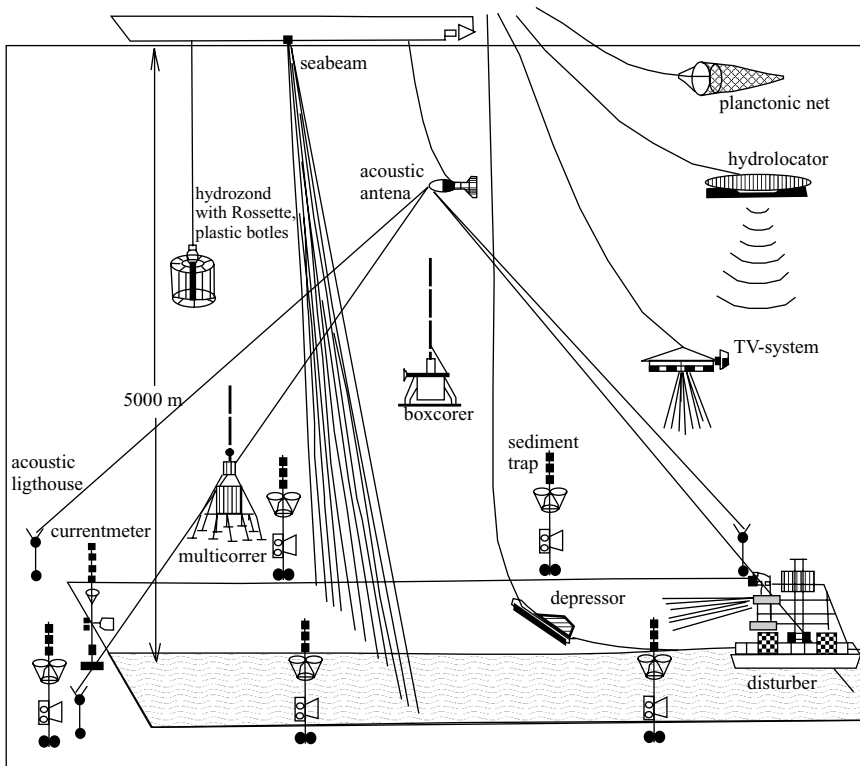 seabeam
planctonic net
hydrolocator
acoustic
antena
hydrozond
with Rossette,
plastic botles
TV-system
5000 m
boxcorer
sediment
trap
acoustic
ligthouse
currentmeter
multicorrer
depressor
disturber